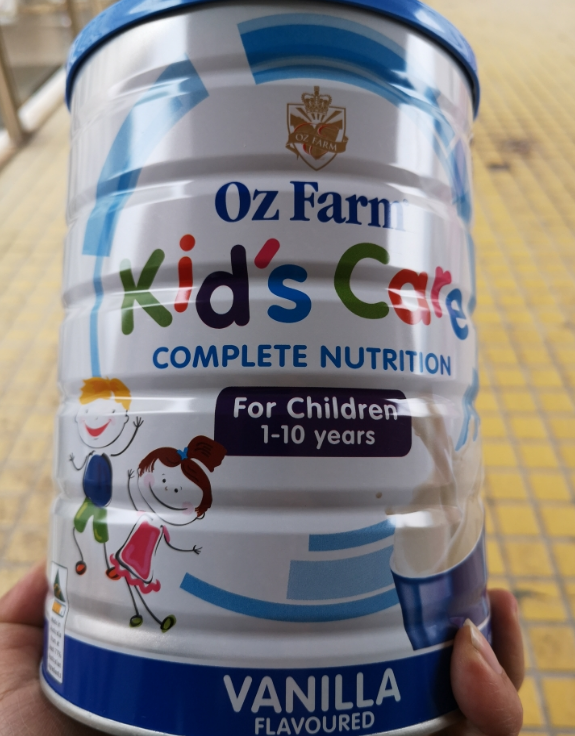 OZ FARM
Oz Farm
Kid's Care
COMPLETE NUTRITION
For Children
1-10 years
VANILLA
FLAVOURED